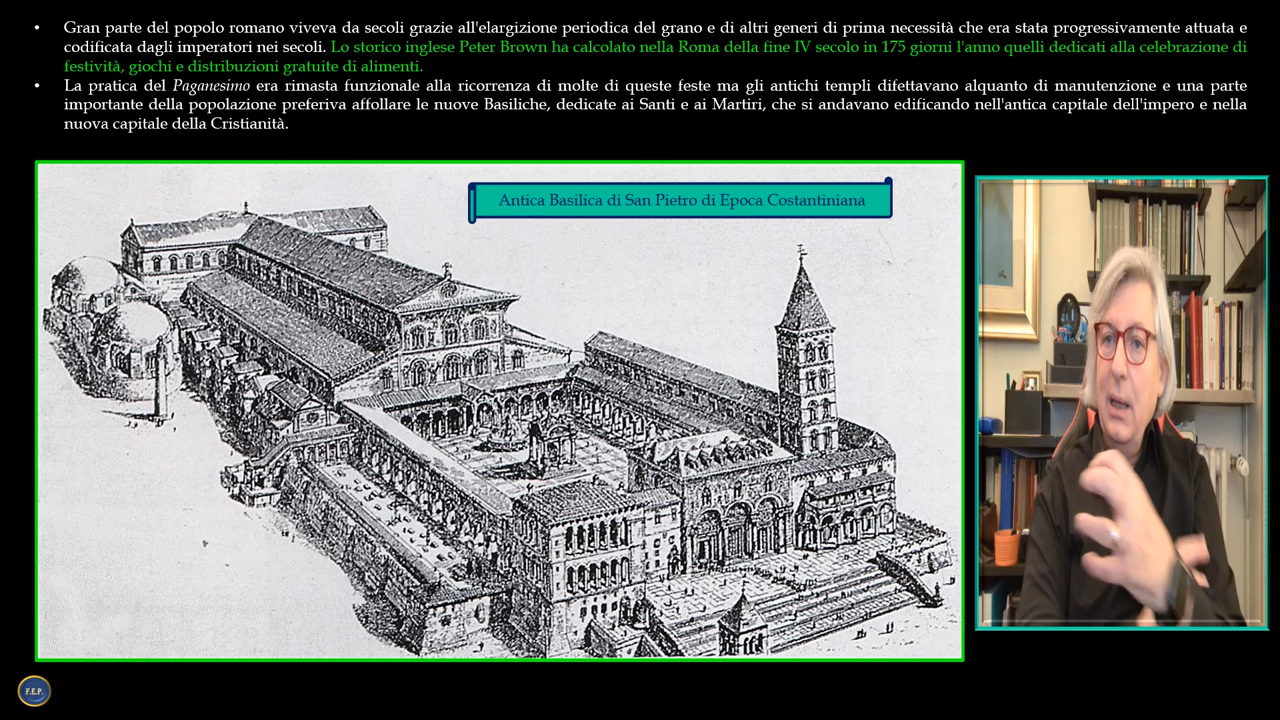 • Gran parte del popolo romano viveva da secoli grazie all'elargizione periodica del grano e di altri generi di prima necessità che era stata progressivamente attuata e
codificata dagli imperatori nei secoli. Lo storico inglese Peter Brown ha calcolato nella Roma della fine IV secolo in 175 giorni l'anno quelli dedicati alla celebrazione di
festività, giochi e distribuzioni gratuite di alimenti.
• La pratica del Paganesimo era rimasta funzionale alla ricorrenza di molte di queste feste ma gli antichi templi difettavano alquanto di manutenzione e una parte
importante della popolazione preferiva affollare le nuove Basiliche, dedicate ai Santi e ai Martiri, che si andavano edificando nell'antica capitale dell'impero e nella
nuova capitale della Cristianità.
Antica Basilica di San Pietro di Epoca Costantiniana
F.E.P.